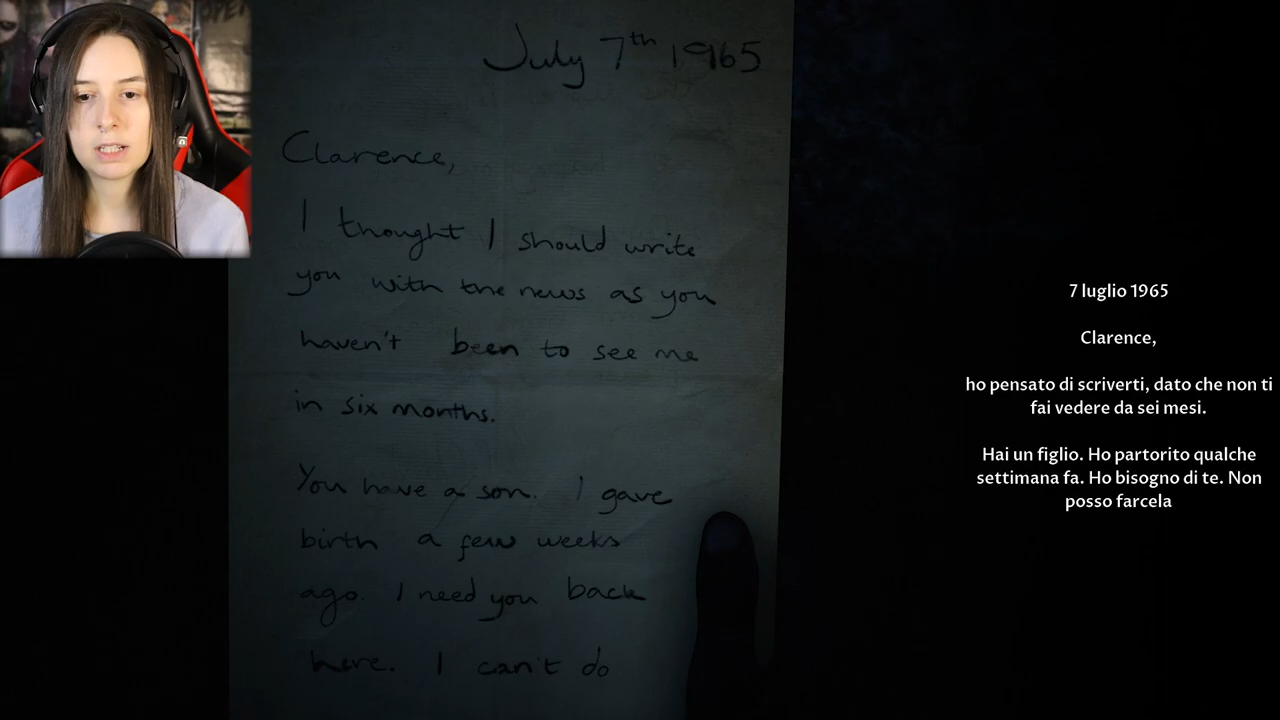 July 7th 1965
Clarence,
I thought I should write
you with the news as you
haven't been to see me
in six months.
You have a son. I gave
birth a few weeks
ago. I need you back
here. I can't do
7 luglio 1965
Clarence,
ho pensato di scriverti, dato che non ti
fai vedere da sei mesi.
Hai un figlio. Ho partorito qualche
settimana fa. Ho bisogno di te. Non
posso farcela